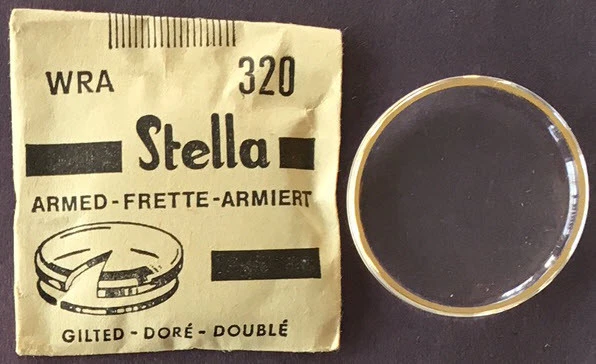 WRA 320
Stella
ARMED-FRETTE-ARMIERT
GILTED - DORÉ - DOUBLÉ